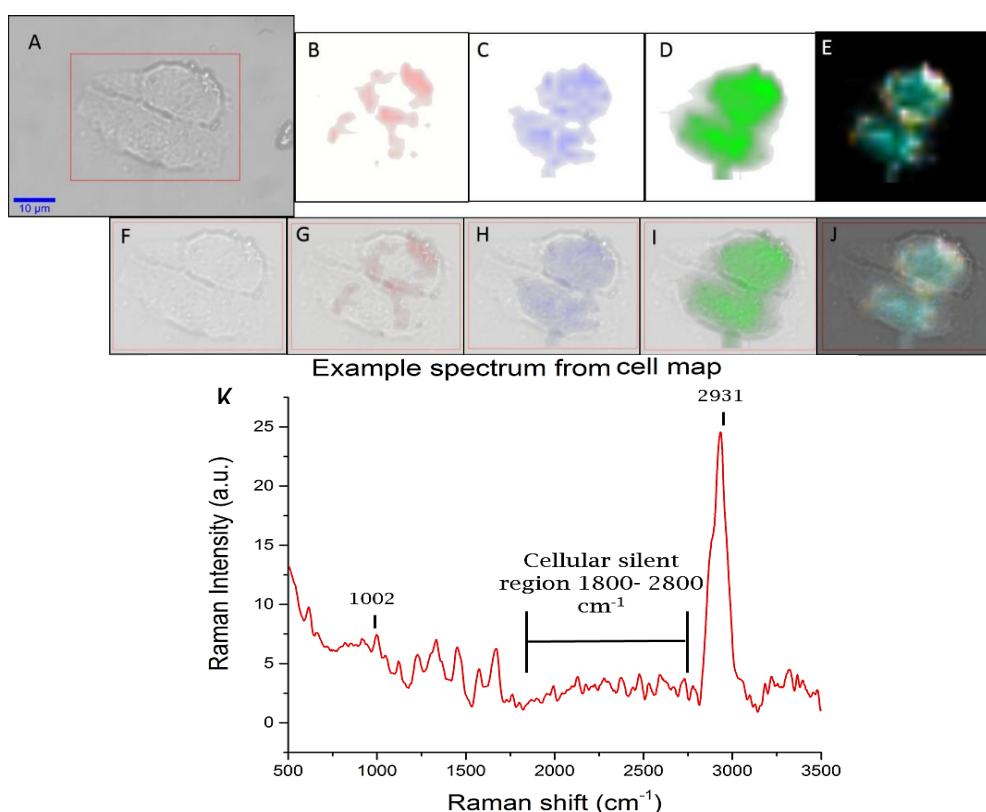 A
B
C
D
E
10 µm
F
G
H
I
J
Example spectrum from cell map
K
2931
25
20
15
10
5
0
Raman Intensity (a.u.)
1002
Cellular silent
region 1800- 2800
cm⁻¹
500
1000
1500
2000
2500
3000
3500
Raman shift (cm⁻¹)